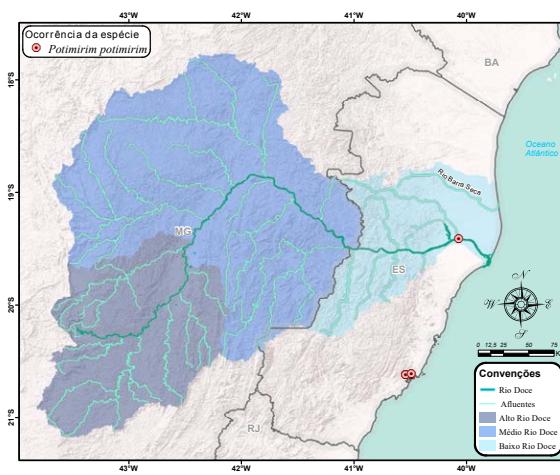 43°W
42°W
41°W
40°W
Ocorrência da espécie
Potimirim potimirim
BA
18°S
Oceano
Atlântico
19°S
Rio Barra Seca
MG
ES
20°S
N
W
E
S
0 12,5 25 50 75
K
Convenções
Rio Doce
Afluentes
Alto Rio Doce
Médio Rio Doce
Baixo Rio Doce
21°S
RJ
43°W
42°W
41°W
40°W